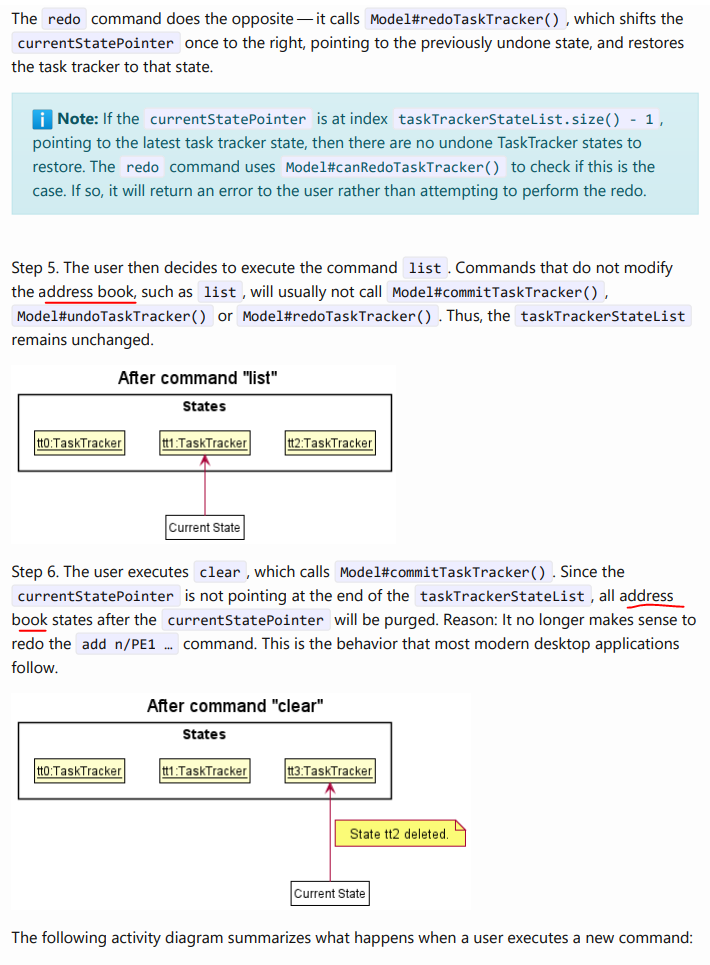 The redo command does the opposite — it calls Model#redoTaskTracker() , which shifts the
currentStatePointer once to the right, pointing to the previously undone state, and restores
the task tracker to that state.
Note: If the currentStatePointer is at index taskTrackerStateList.size() - 1 ,
pointing to the latest task tracker state, then there are no undone TaskTracker states to
restore. The redo command uses Model#canRedoTaskTracker() to check if this is the
case. If so, it will return an error to the user rather than attempting to perform the redo.
Step 5. The user then decides to execute the command list . Commands that do not modify
the address book, such as list , will usually not call Model#commitTaskTracker() ,
Model#undoTaskTracker() or Model#redoTaskTracker() . Thus, the taskTrackerStateList
remains unchanged.
After command "list"
States
tt0:TaskTracker tt1:TaskTracker tt2:TaskTracker
Current State
Step 6. The user executes clear , which calls Model#commitTaskTracker() . Since the
currentStatePointer is not pointing at the end of the taskTrackerStateList , all address
book states after the currentStatePointer will be purged. Reason: It no longer makes sense to
redo the add n/PE1 … command. This is the behavior that most modern desktop applications
follow.
After command "clear"
States
tt0:TaskTracker tt1:TaskTracker tt3:TaskTracker
State tt2 deleted.
Current State
The following activity diagram summarizes what happens when a user executes a new command: